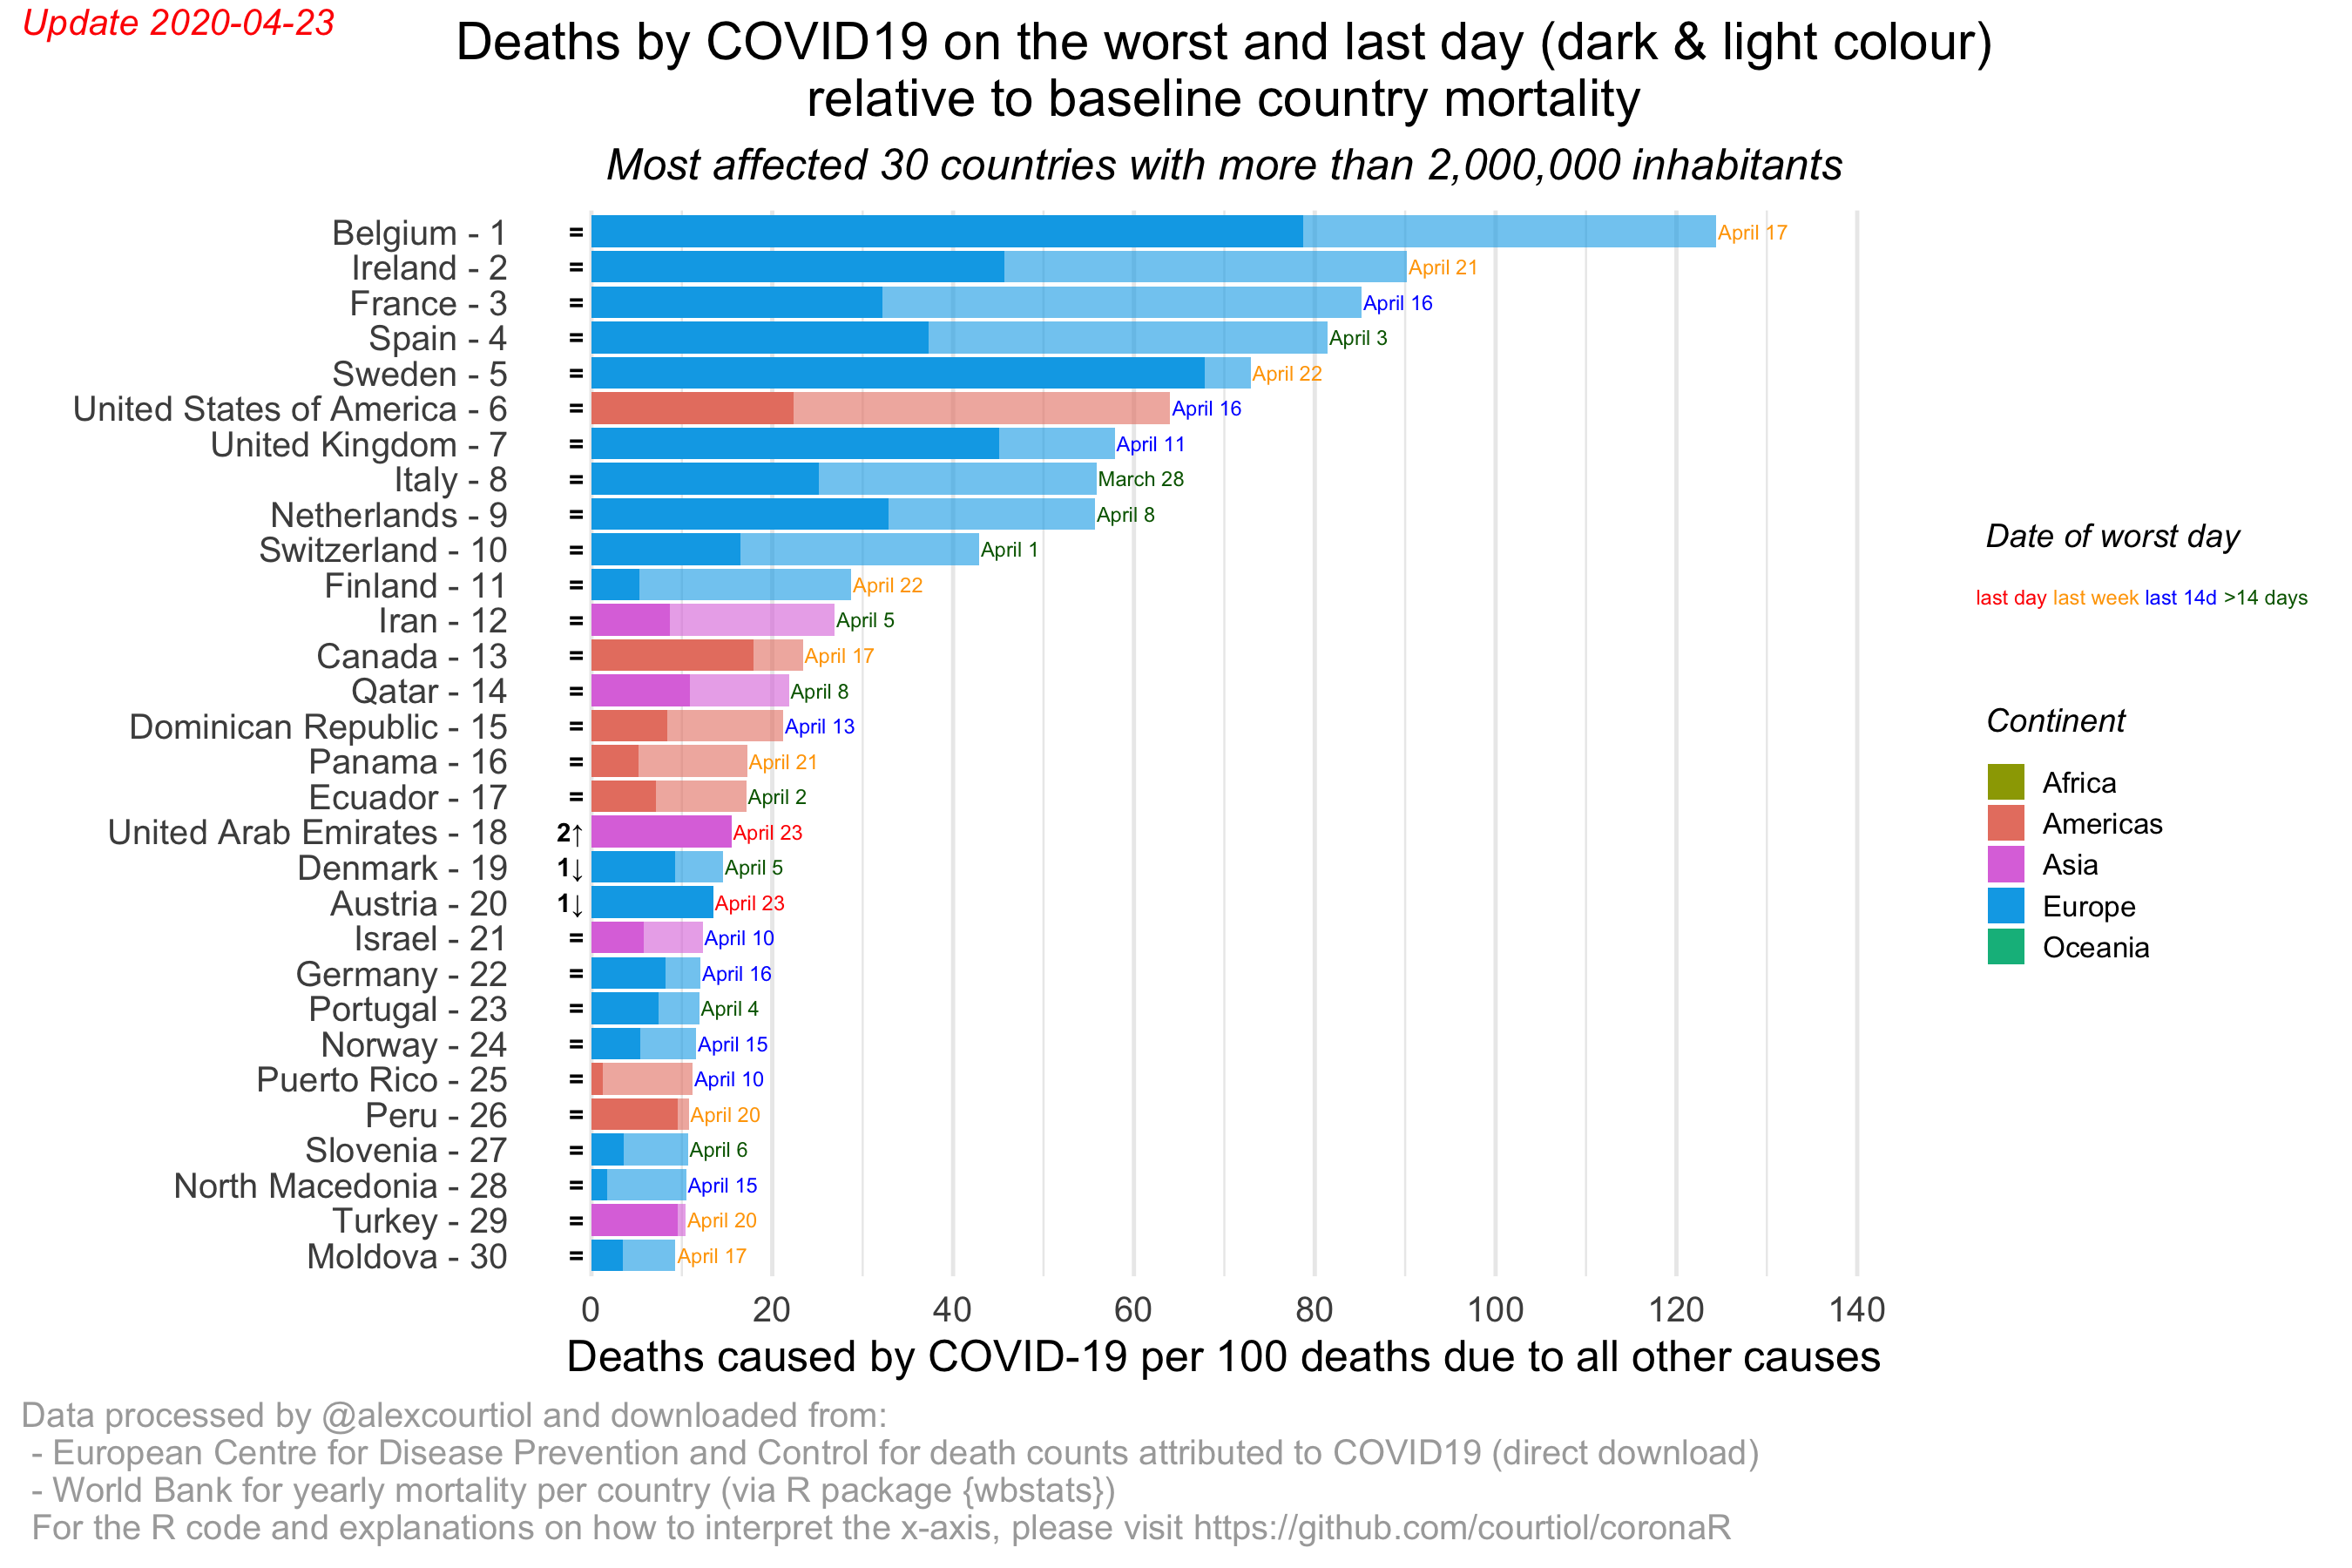 Update 2020-04-23
Deaths by COVID19 on the worst and last day (dark & light colour)
relative to baseline country mortality
Most affected 30 countries with more than 2,000,000 inhabitants
Belgium - 1 = April 17
Ireland - 2 = April 21
France - 3 = April 16
Spain - 4 = April 3
Sweden - 5 = April 22
United States of America - 6 = April 16
United Kingdom - 7 = April 11
Italy - 8 = March 28
Netherlands - 9 = April 8
Switzerland - 10 = April 1
Finland - 11 = April 22
Iran - 12 = April 5
Canada - 13 = April 17
Qatar - 14 = April 8
Dominican Republic - 15 = April 13
Panama - 16 = April 21
Ecuador - 17 = April 2
United Arab Emirates - 18 2↑ April 23
Denmark - 19 1↓ April 5
Austria - 20 1↓ April 23
Israel - 21 = April 10
Germany - 22 = April 16
Portugal - 23 = April 4
Norway - 24 = April 15
Puerto Rico - 25 = April 10
Peru - 26 = April 20
Slovenia - 27 = April 6
North Macedonia - 28 = April 15
Turkey - 29 = April 20
Moldova - 30 = April 17
0 20 40 60 80 100 120 140
Deaths caused by COVID-19 per 100 deaths due to all other causes
Date of worst day
last day last week last 14d >14 days
Continent
Africa
Americas
Asia
Europe
Oceania
Data processed by @alexcourtiol and downloaded from:
- European Centre for Disease Prevention and Control for death counts attributed to COVID19 (direct download)
- World Bank for yearly mortality per country (via R package {wbstats})
For the R code and explanations on how to interpret the x-axis, please visit https://github.com/courtiol/coronaR